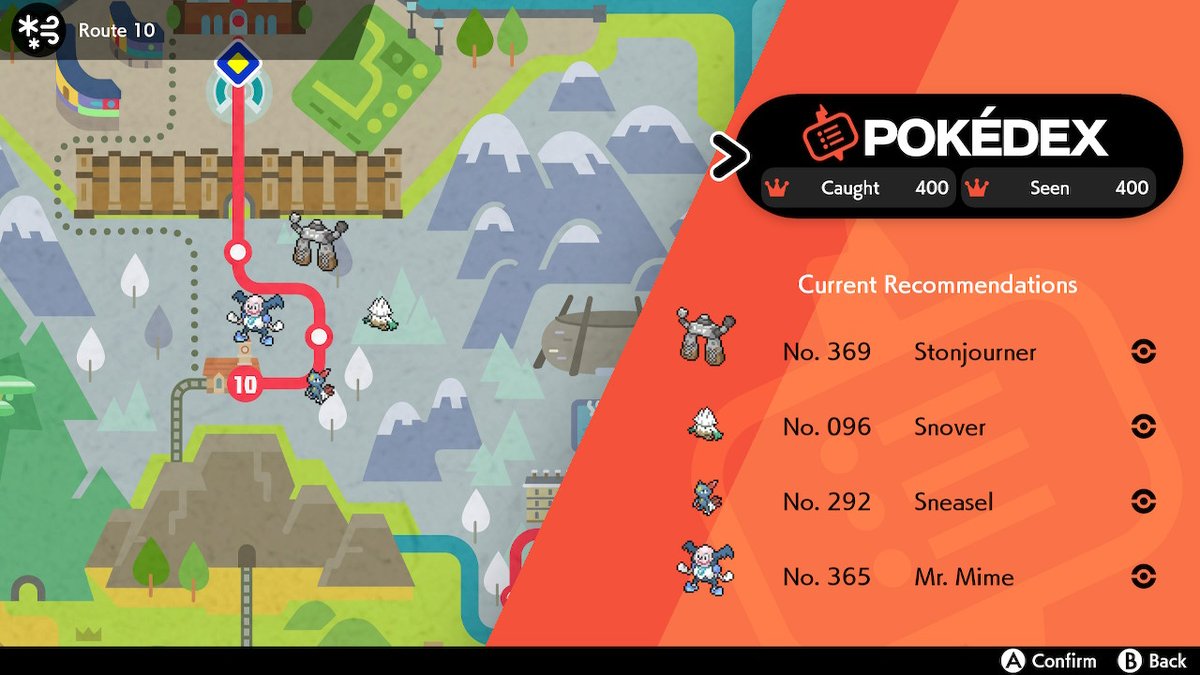 Route 10
POKÉDEX
Caught 400 Seen 400
Current Recommendations
No. 369 Stonjourner
No. 096 Snover
No. 292 Sneasel
No. 365 Mr. Mime
10
A Confirm B Back